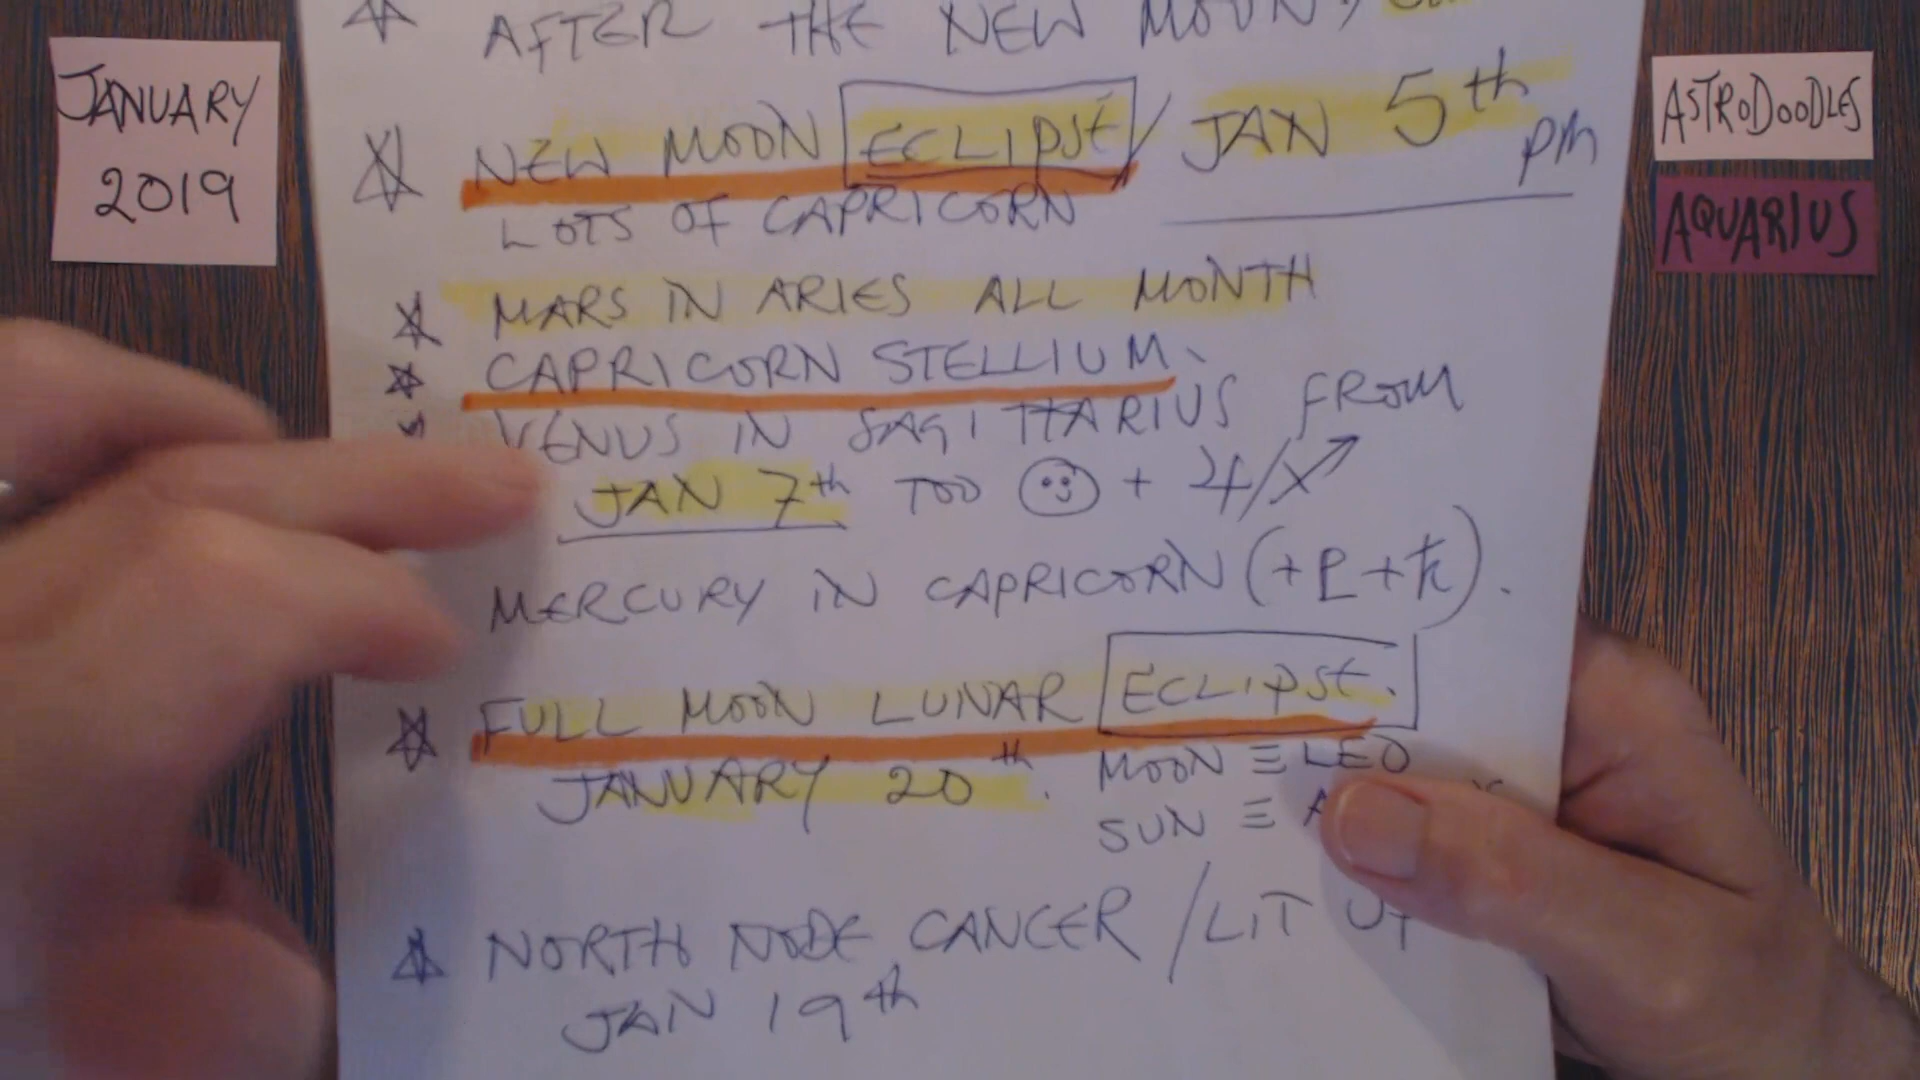 JANUARY
2019
ASTRODOODLES
AQUARIUS
AFTER THE NEW MOON,
NEW MOON ECLIPSE / JAN 5th pm
LOTS OF CAPRICORN
MARS IN ARIES ALL MONTH
CAPRICORN STELLIUM.
VENUS IN SAGITTARIUS FROM
JAN 7th TOO ☺ + ♃/♐
MERCURY IN CAPRICORN (+ P + ♄).
FULL MOON LUNAR ECLIPSE.
JANUARY 20th. MOON ≡ LEO
SUN ≡
NORTH NODE CANCER / LIT UP
JAN 19th